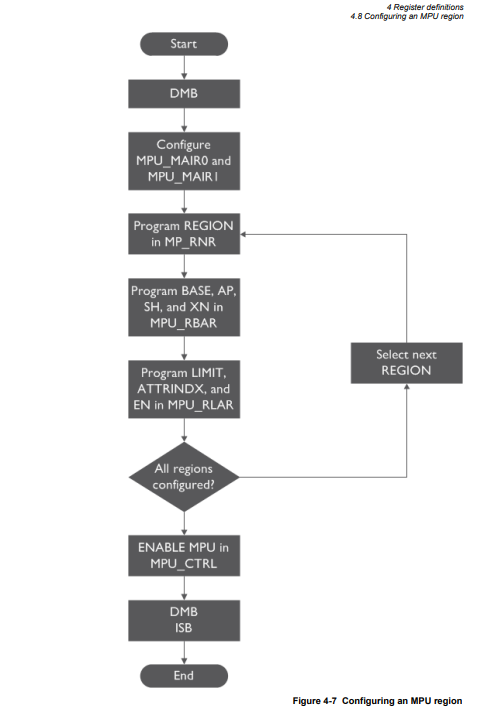 4 Register definitions
4.8 Configuring an MPU region
Start
DMB
Configure
MPU_MAIR0 and
MPU_MAIR1
Program REGION
in MP_RNR
Program BASE, AP,
SH, and XN in
MPU_RBAR
Program LIMIT,
ATTRINDX, and
EN in MPU_RLAR
Select next
REGION
All regions
configured?
ENABLE MPU in
MPU_CTRL
DMB
ISB
End
Figure 4-7 Configuring an MPU region